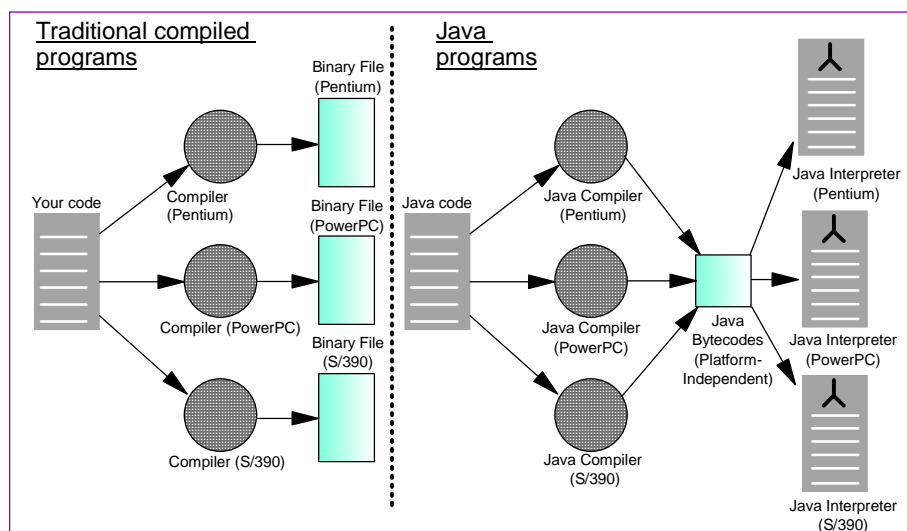 Traditional compiled
programs
Binary File
(Pentium)
Your code
Compiler
(Pentium)
Binary File
(PowerPC)
Compiler (PowerPC)
Binary File
(S/390)
Compiler (S/390)
Java
programs
Java code
Java Compiler
(Pentium)
Java Compiler
(PowerPC)
Java Compiler
(S/390)
Java
Bytecodes
(Platform-
Independent)
Java Interpreter
(Pentium)
Java Interpreter
(PowerPC)
Java Interpreter
(S/390)